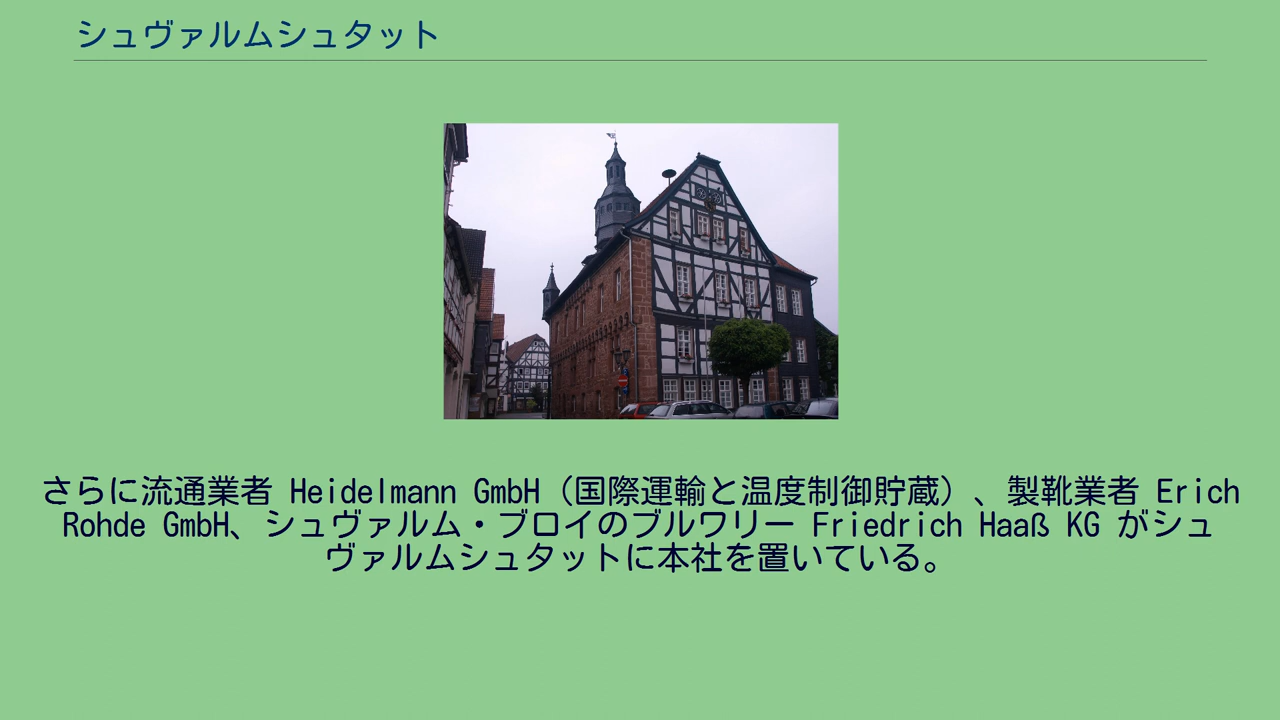 シュヴァルムシュタット
さらに流通業者 Heidelmann GmbH（国際運輸と温度制御貯蔵）、製靴業者 Erich
Rohde GmbH、シュヴァルム・ブロイのブルワリー Friedrich Haaß KG がシュ
ヴァルムシュタットに本社を置いている。